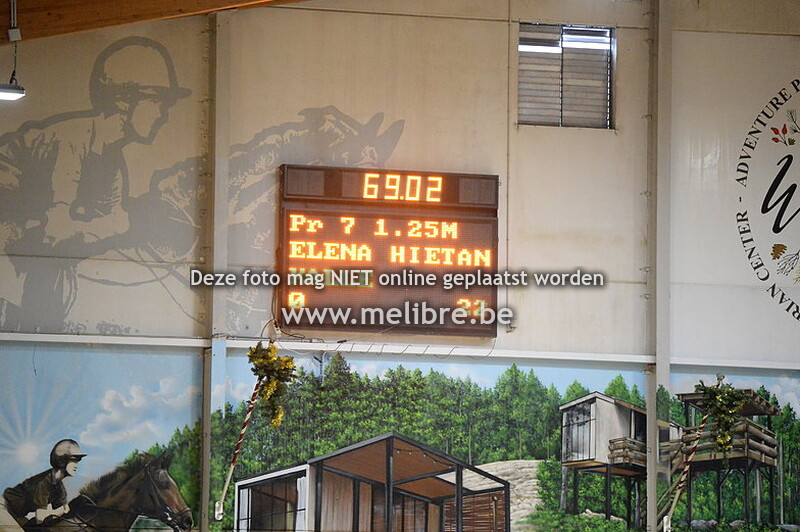 69.02
Pr 7 1.25M
ELENA HIETAN
Deze foto mag NIET online geplaatst worden
0
www.melibre.be
RIAN CENTER - ADVENTURE P
W